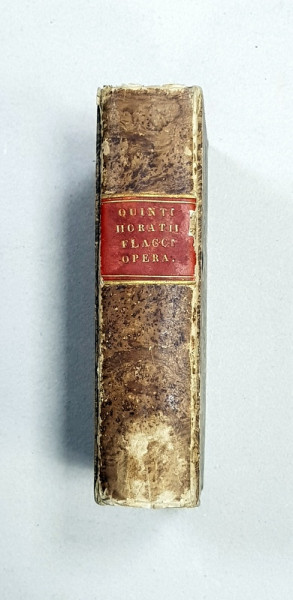 QUINTI
HORATII
FLACCI
OPERA.